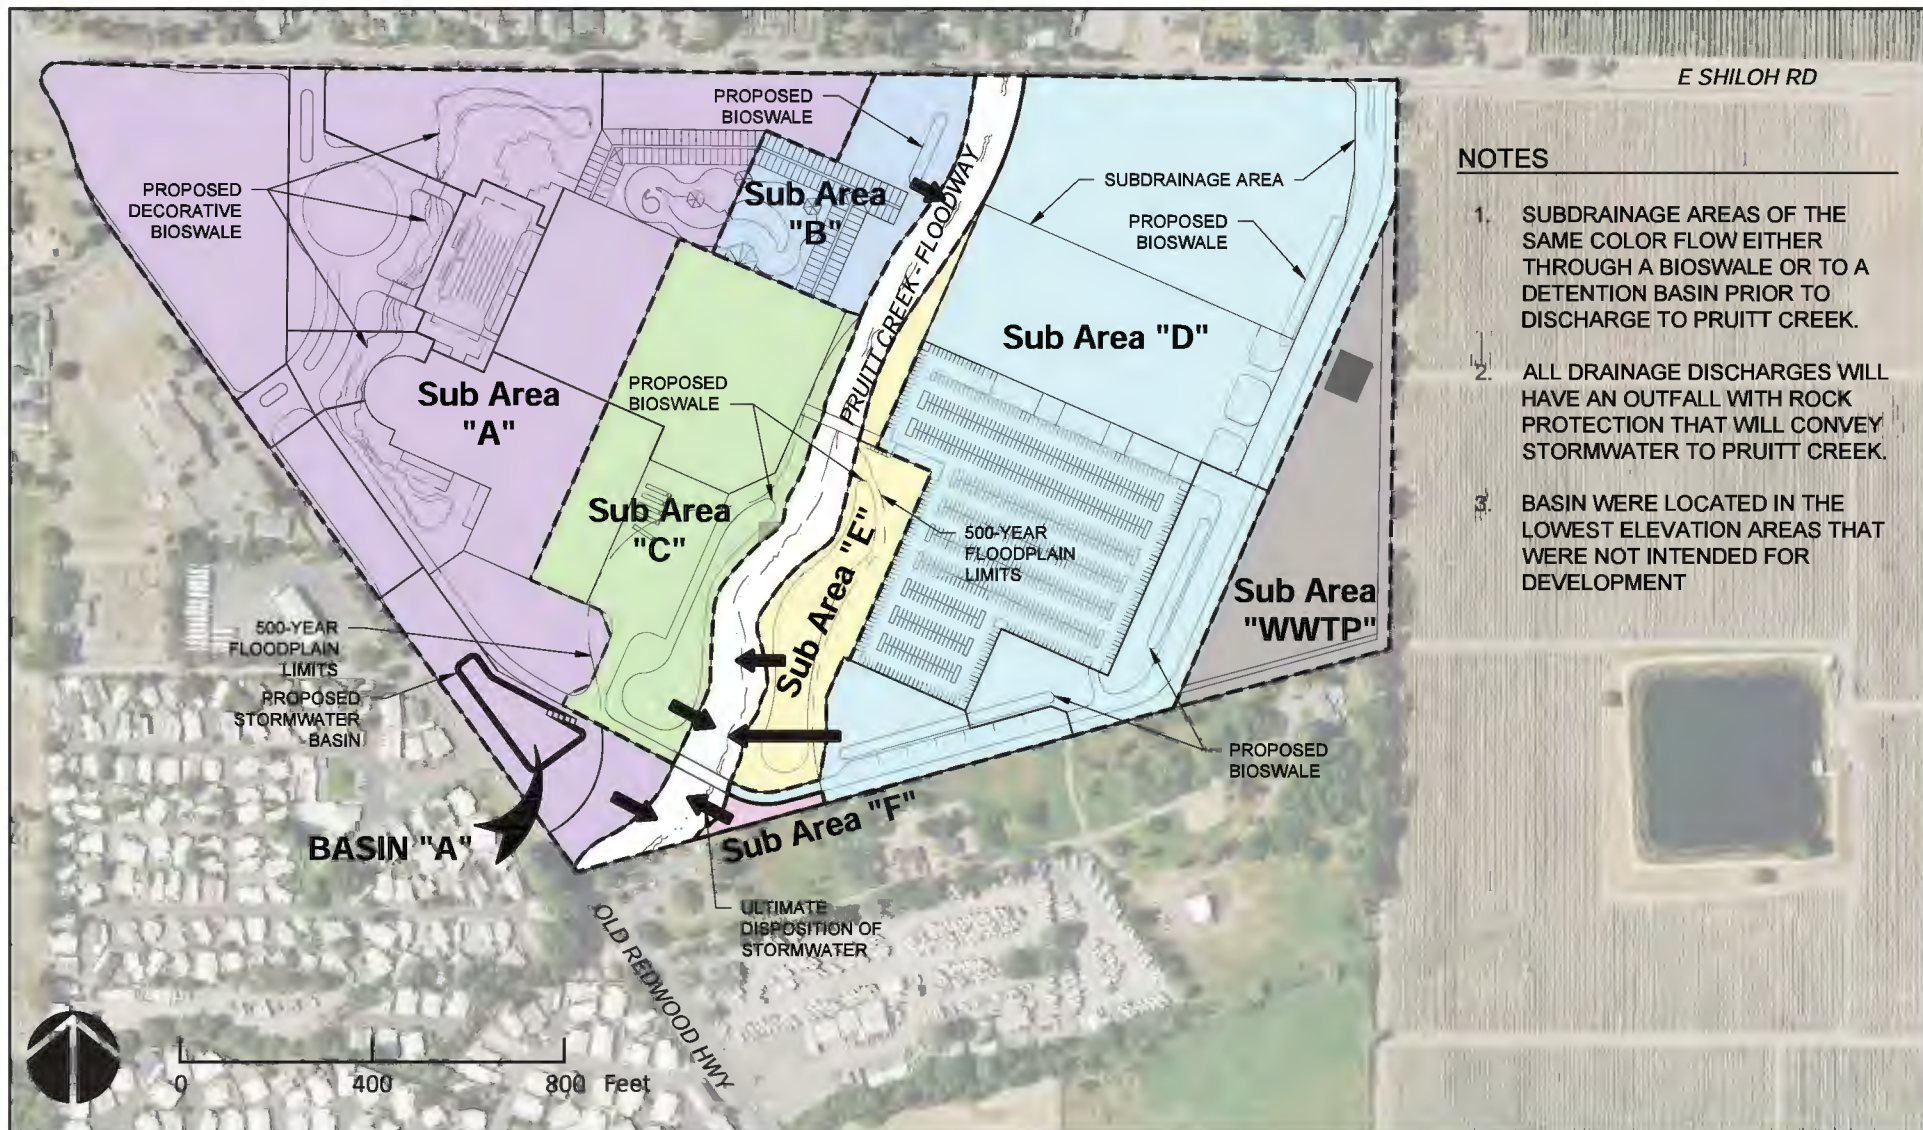 E SHILOH RD
PROPOSED
BIOSWALE
PROPOSED
DECORATIVE
BIOSWALE
Sub Area
"B"
SUBDRAINAGE AREA
PROPOSED
BIOSWALE
PRUITT CREEK - FLOODWAY
Sub Area "D"
Sub Area
"A"
PROPOSED
BIOSWALE
Sub Area
"C"
Sub Area "E"
500-YEAR
FLOODPLAIN
LIMITS
Sub Area
"WWTP"
500-YEAR
FLOODPLAIN
LIMITS
PROPOSED
STORMWATER
BASIN
PROPOSED
BIOSWALE
BASIN "A"
Sub Area "F"
ULTIMATE
DISPOSITION OF
STORMWATER
OLD REDWOOD HWY
0 400 800 Feet
NOTES
1. SUBDRAINAGE AREAS OF THE
SAME COLOR FLOW EITHER
THROUGH A BIOSWALE OR TO A
DETENTION BASIN PRIOR TO
DISCHARGE TO PRUITT CREEK.
2. ALL DRAINAGE DISCHARGES WILL
HAVE AN OUTFALL WITH ROCK
PROTECTION THAT WILL CONVEY
STORMWATER TO PRUITT CREEK.
3. BASIN WERE LOCATED IN THE
LOWEST ELEVATION AREAS THAT
WERE NOT INTENDED FOR
DEVELOPMENT